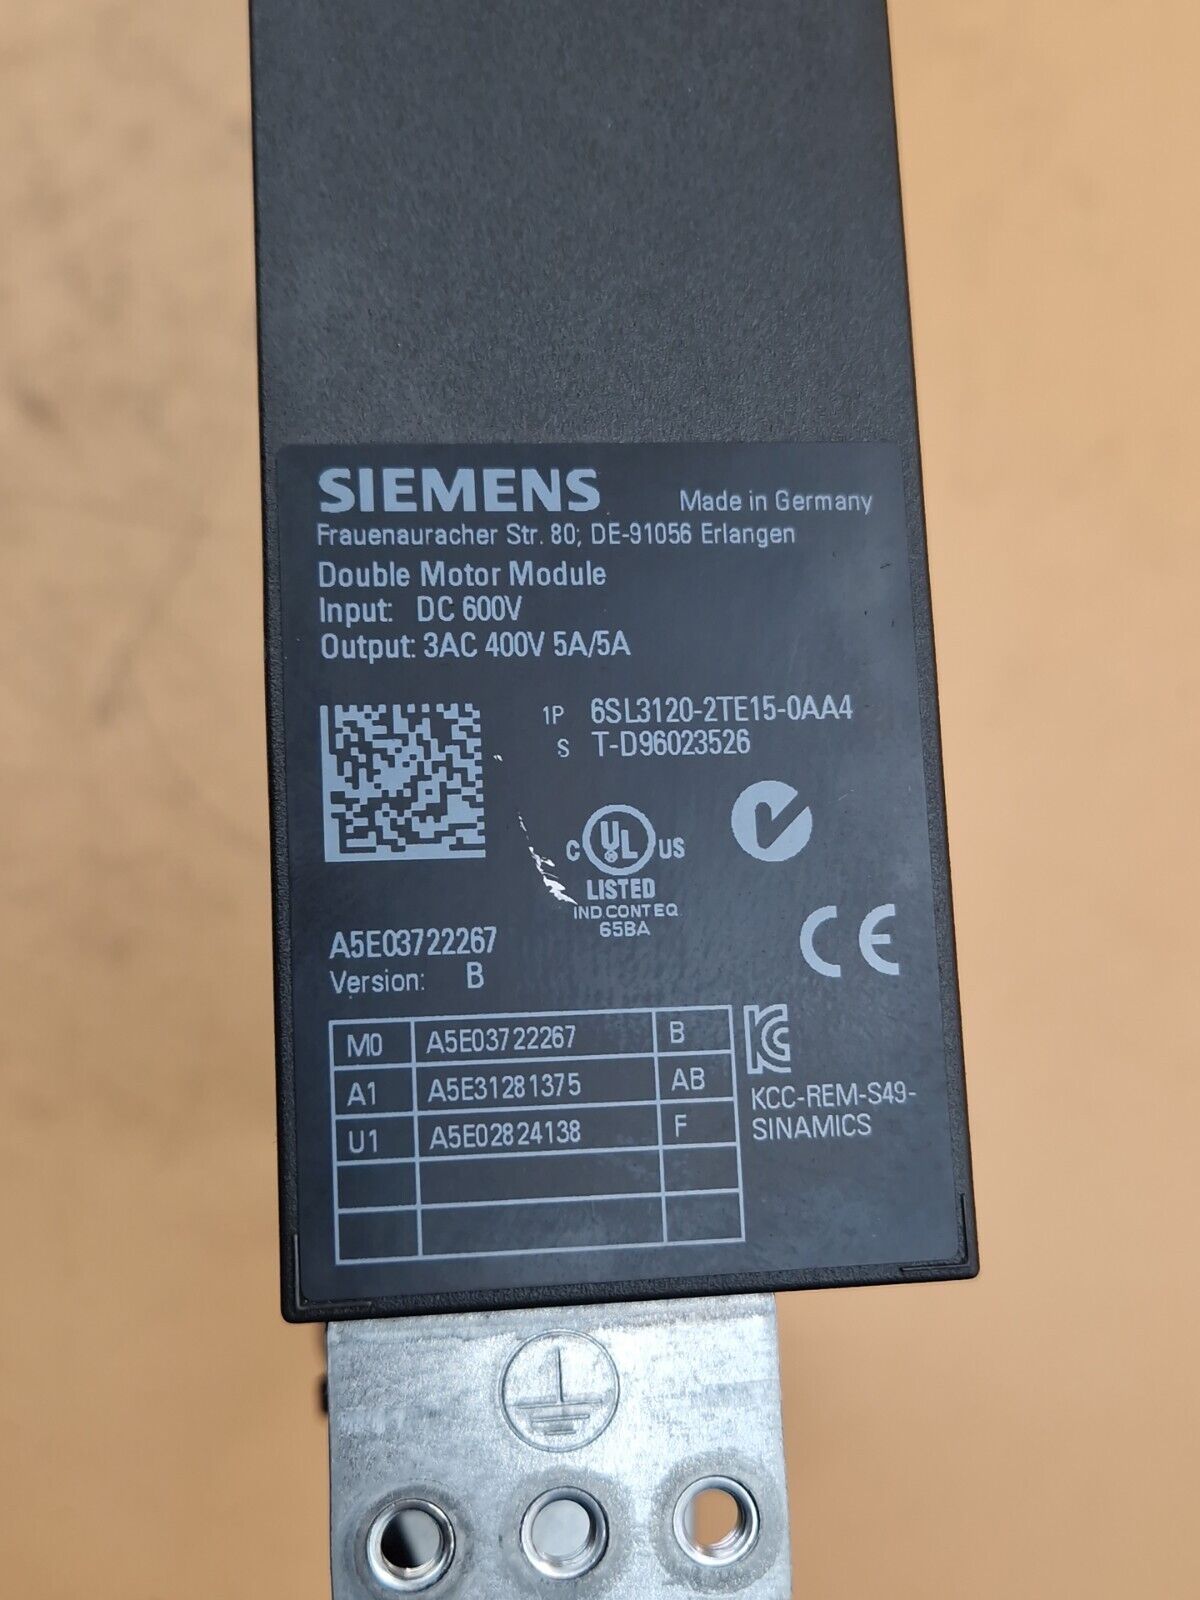 SIEMENS Made in Germany
Frauenauracher Str. 80; DE-91056 Erlangen
Double Motor Module
Input: DC 600V
Output: 3AC 400V 5A/5A
1P 6SL3120-2TE15-0AA4
S T-D96023526
C UL US
®
LISTED
IND.CONT.EQ.
65BA
A5E03722267
Version: B
CE
M0 A5E03722267 B
A1 A5E31281375 AB
U1 A5E02824138 F
KC
KCC-REM-S49-
SINAMICS